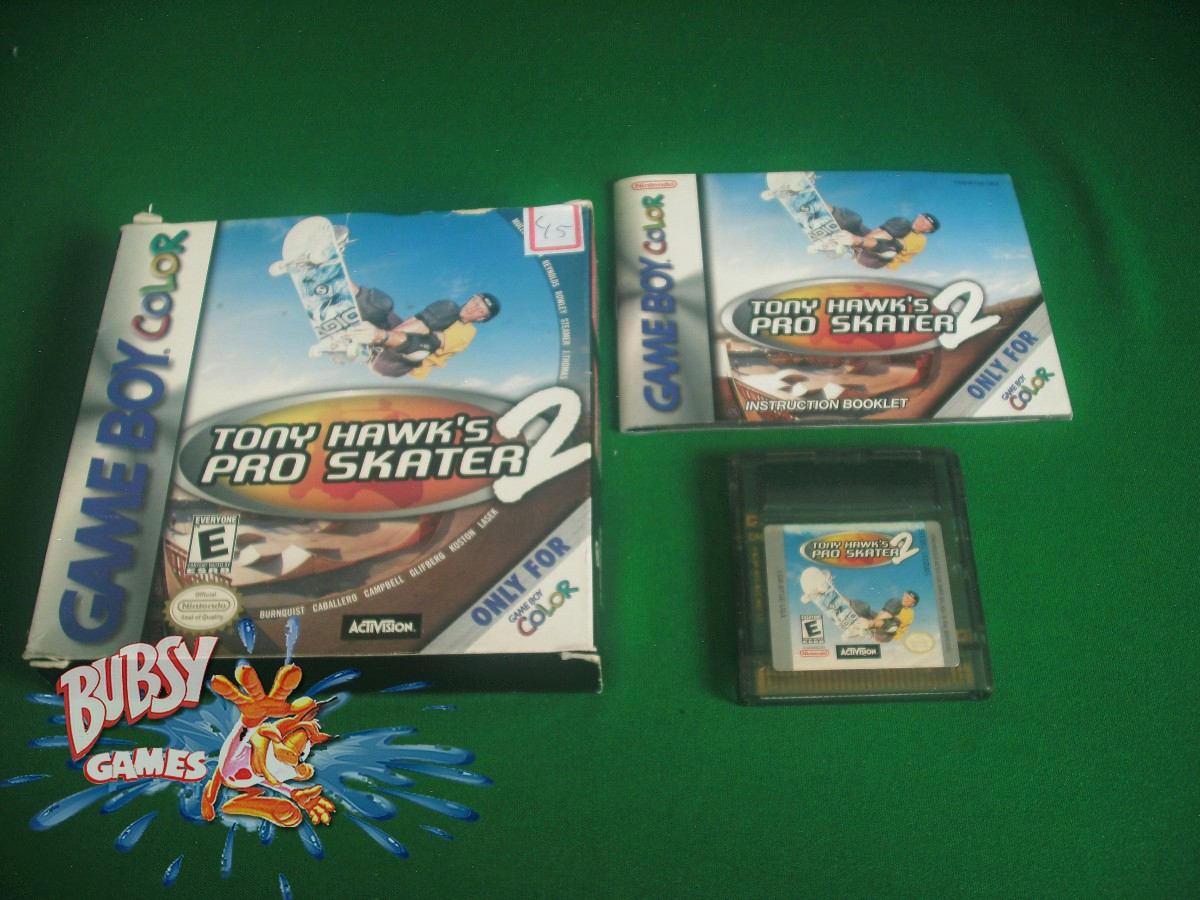 GAME BOY COLOR
45
REYNOLDS ROWLEY STEAMER THOMAS
TONY HAWK'S
PRO SKATER 2
EVERYONE
E
ESRB
Official
Nintendo
Seal of Quality
BURNQUIST CABALLERO CAMPBELL GLIFBERG KOSTON LASEK
ACTIVISION
ONLY FOR
GAME BOY
COLOR
Nintendo
GAME BOY COLOR
TONY HAWK'S
PRO SKATER 2
INSTRUCTION BOOKLET
ONLY FOR
GAME BOY
COLOR
TONY HAWK'S
PRO SKATER 2
E
Nintendo
ACTIVISION
BUBSY
GAMES